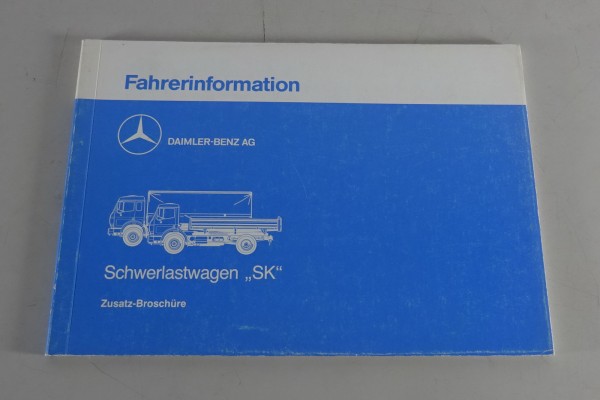 Fahrerinformation
DAIMLER-BENZ AG
Schwerlastwagen „SK“
Zusatz-Broschüre